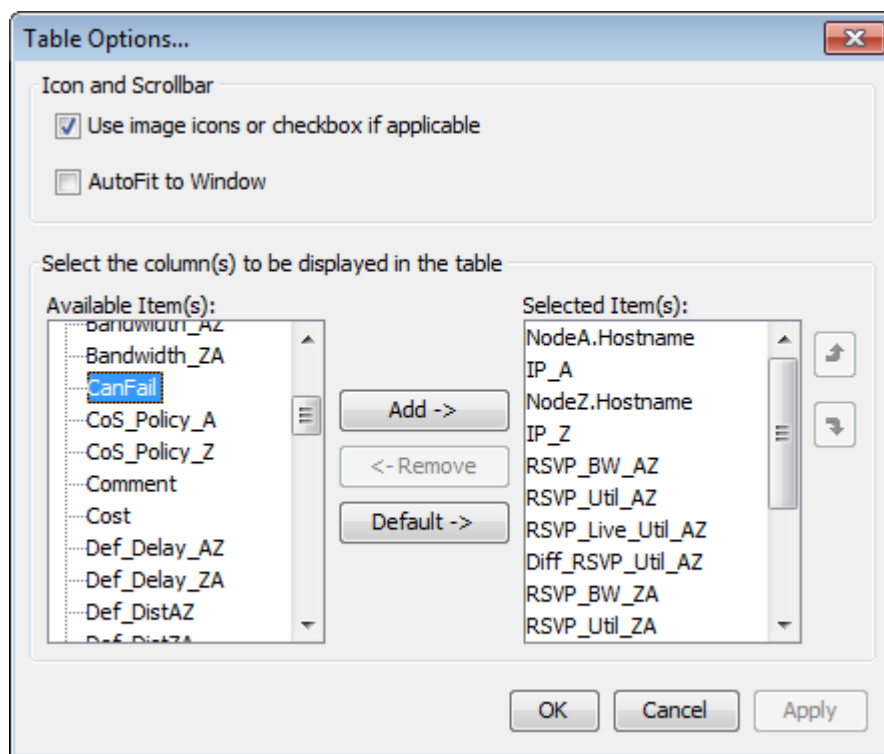 Table Options...
Icon and Scrollbar
Use image icons or checkbox if applicable
AutoFit to Window
Select the column(s) to be displayed in the table
Available Item(s):
Bandwidth_AZ
Bandwidth_ZA
CanFail
CoS_Policy_A
CoS_Policy_Z
Comment
Cost
Def_Delay_AZ
Def_Delay_ZA
Def_DistAZ
Def_DistZA
Add ->
<- Remove
Default ->
Selected Item(s):
NodeA.Hostname
IP_A
NodeZ.Hostname
IP_Z
RSVP_BW_AZ
RSVP_Util_AZ
RSVP_Live_Util_AZ
Diff_RSVP_Util_AZ
RSVP_BW_ZA
RSVP_Util_ZA
OK
Cancel
Apply